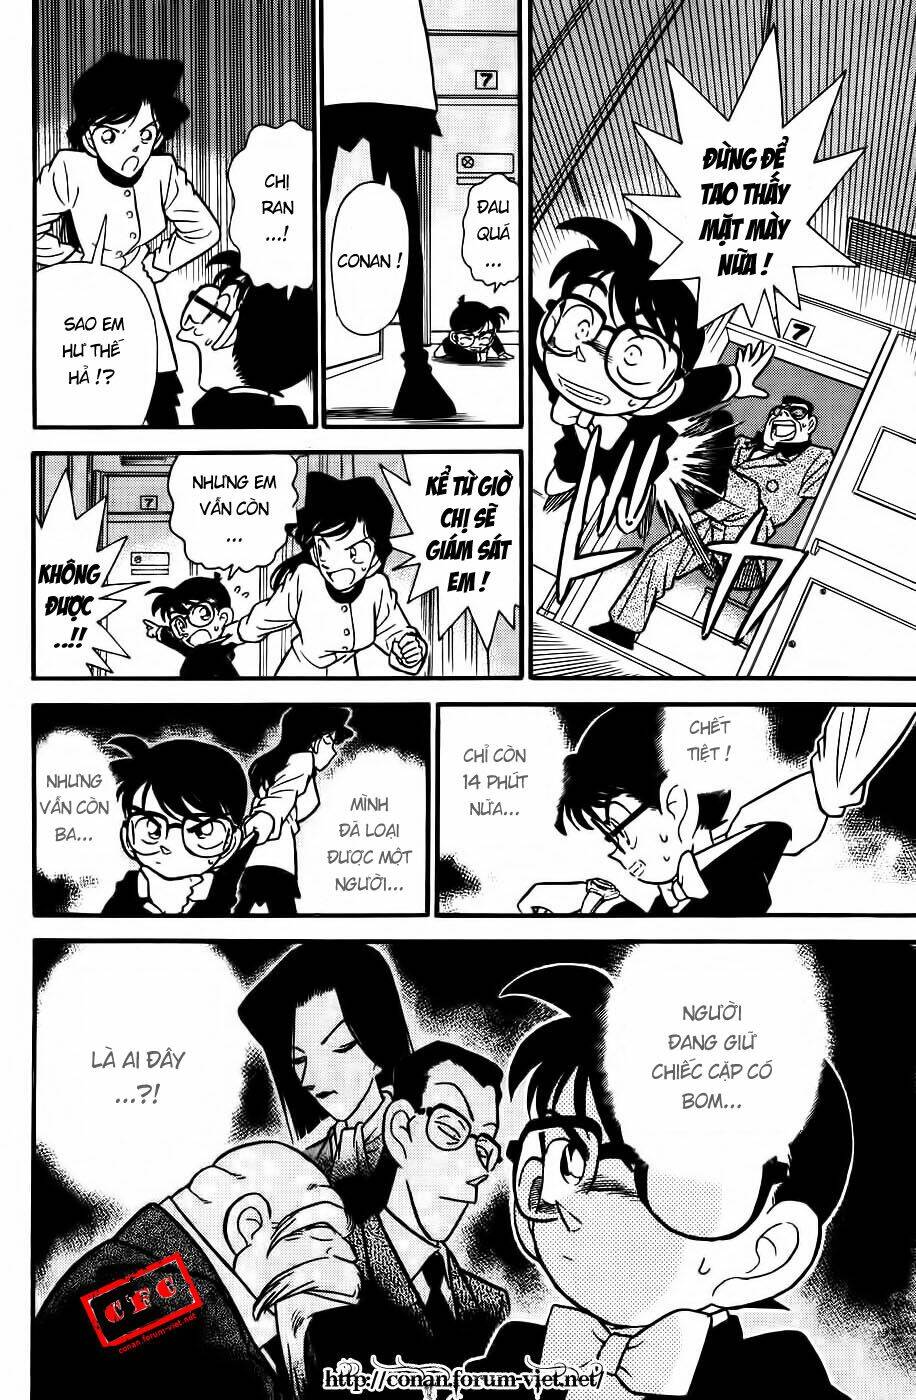 ĐỪNG ĐỂ
TAO THẤY
MẶT MÀY
NỮA !
7
7
ĐAU
QUÁ
...
CONAN !
CHỊ
RAN
...!
SAO EM
HƯ THẾ
HẢ !?
KỂ TỪ GIỜ
CHỊ SẼ
GIÁM SÁT
EM !
NHƯNG EM
VẪN CÒN
...
7
KHÔNG
ĐƯỢC
...!!
CHẾT
TIỆT !
CHỈ CÒN
14 PHÚT
NỪA...
MÌNH
ĐÃ LOẠI
ĐƯỢC MỘT
NGƯỜI...
NHƯNG
VẪN CÒN
BA...
NGƯỜI
ĐANG GIỮ
CHIẾC CẶP CÓ
BOM...
LÀ AI ĐÂY
...?!
CFC
conan.forum-viet.net
http://conan.forum-viet.net/